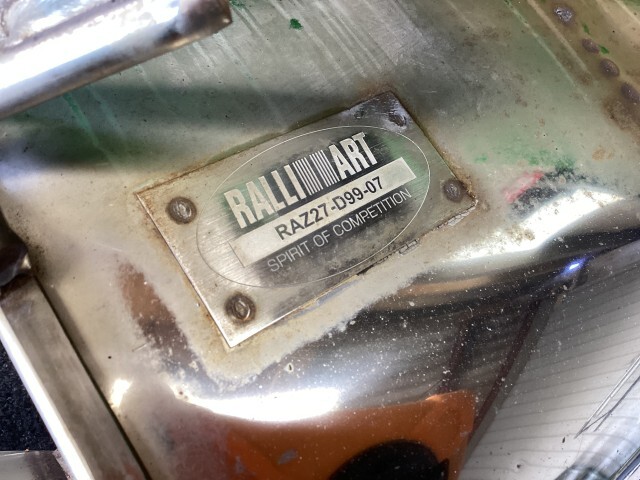 RALLIART
RAZ27-D99-07
SPIRIT OF COMPETITION